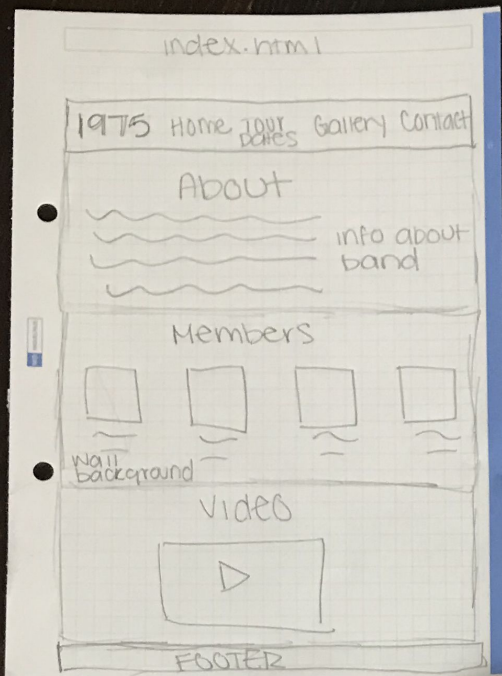 index.html
1975 Home Tour Dates Gallery Contact
About
info about
band
Members
Wall
background
Video
FOOTER